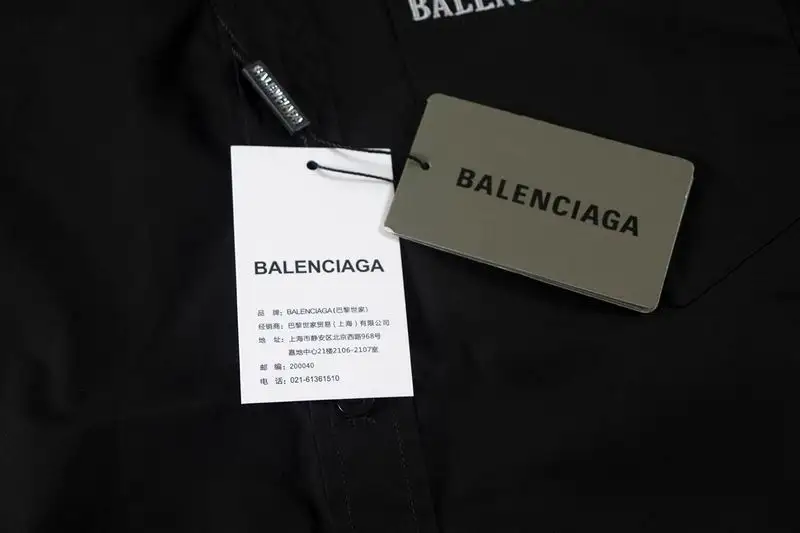 BALENCIAGA
BALENCIAGA
BALENCIAGA
品 牌：BALENCIAGA(巴黎世家)
经销商：巴黎世家贸易（上海）有限公司
地 址：上海市静安区北京西路968号
嘉地中心21楼2106-2107室
邮 编：200040
电 话：021-61361510